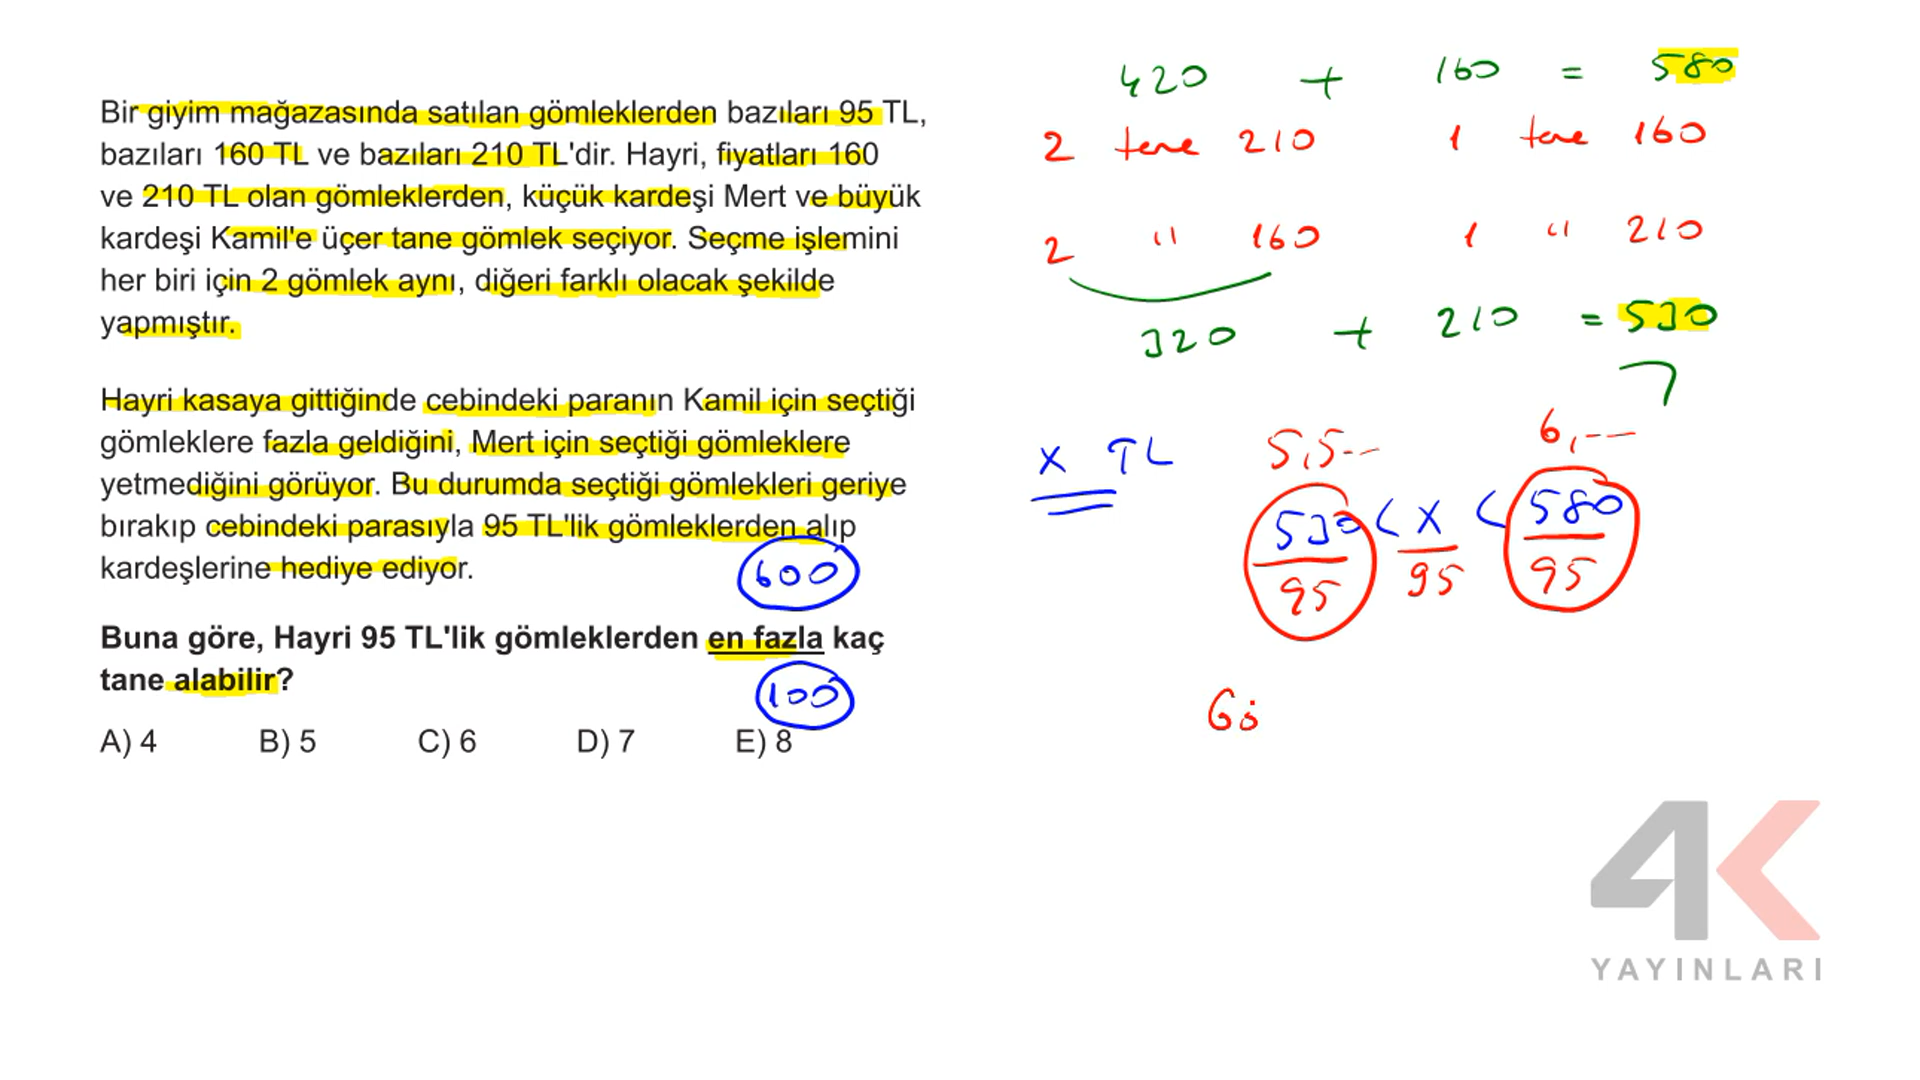 Bir giyim mağazasında satılan gömleklerden bazıları 95 TL,
bazıları 160 TL ve bazıları 210 TL'dir. Hayri, fiyatları 160
ve 210 TL olan gömleklerden, küçük kardeşi Mert ve büyük
kardeşi Kamil'e üçer tane gömlek seçiyor. Seçme işlemini
her biri için 2 gömlek aynı, diğeri farklı olacak şekilde
yapmıştır.
Hayri kasaya gittiğinde cebindeki paranın Kamil için seçtiği
gömleklere fazla geldiğini, Mert için seçtiği gömleklere
yetmediğini görüyor. Bu durumda seçtiği gömlekleri geriye
bırakıp cebindeki parasıyla 95 TL'lik gömleklerden alıp
kardeşlerine hediye ediyor.
600
Buna göre, Hayri 95 TL'lik gömleklerden en fazla kaç
tane alabilir?
100
A) 4 B) 5 C) 6 D) 7 E) 8
420 + 160 = 580
2 tane 210 1 tane 160
2 " 160 1 " 210
320 + 210 = 530
x TL 5,5-- 6,--
530 < x < 580
95 95 95
Gö
4K
YAYINLARI